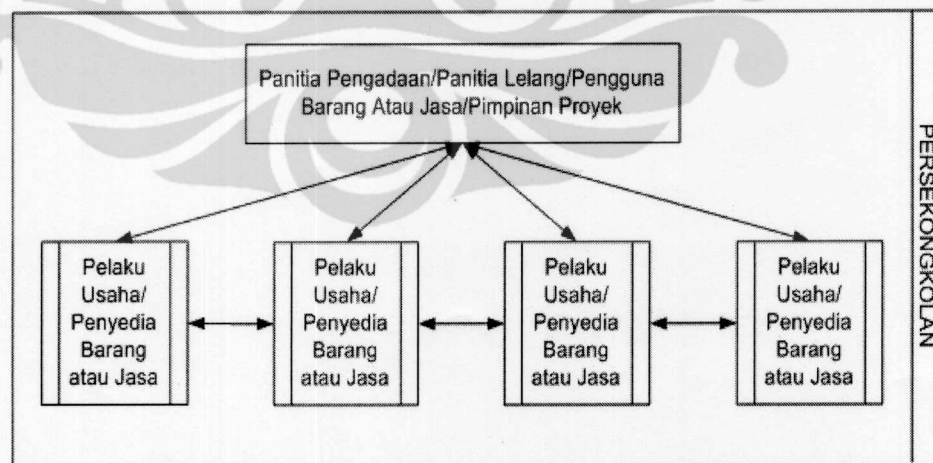 Panitia Pengadaan/Panitia Lelang/Pengguna
Barang Atau Jasa/Pimpinan Proyek
Pelaku
Usaha/
Penyedia
Barang
atau Jasa
Pelaku
Usaha/
Penyedia
Barang
atau Jasa
Pelaku
Usaha/
Penyedia
Barang
atau Jasa
Pelaku
Usaha/
Penyedia
Barang
atau Jasa
PERSEKONGKOLAN